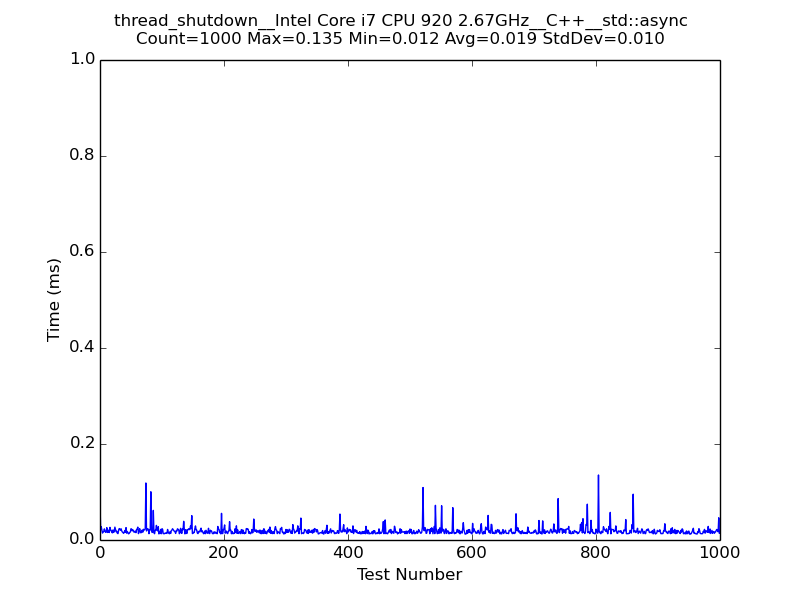 thread_shutdown__Intel Core i7 CPU 920 2.67GHz__C++__std::async
Count=1000 Max=0.135 Min=0.012 Avg=0.019 StdDev=0.010
1.0
0.8
0.6
0.4
0.2
0.0
Time (ms)
0 200 400 600 800 1000
Test Number